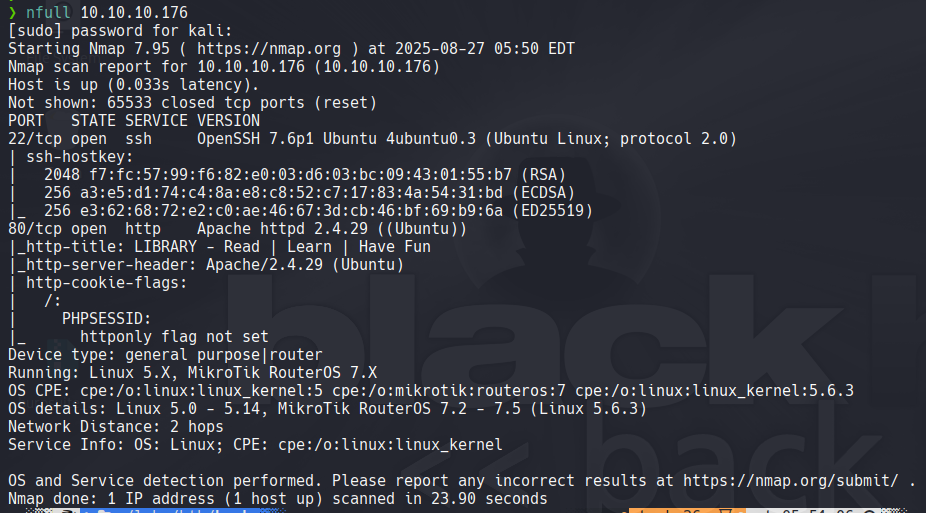 ❯ nfull 10.10.10.176
[sudo] password for kali:
Starting Nmap 7.95 ( https://nmap.org ) at 2025-08-27 05:50 EDT
Nmap scan report for 10.10.10.176 (10.10.10.176)
Host is up (0.033s latency).
Not shown: 65533 closed tcp ports (reset)
PORT   STATE SERVICE VERSION
22/tcp open  ssh     OpenSSH 7.6p1 Ubuntu 4ubuntu0.3 (Ubuntu Linux; protocol 2.0)
| ssh-hostkey:
|   2048 f7:fc:57:99:f6:82:e0:03:d6:03:bc:09:43:01:55:b7 (RSA)
|   256 a3:e5:d1:74:c4:8a:e8:c8:52:c7:17:83:4a:54:31:bd (ECDSA)
|_  256 e3:62:68:72:e2:c0:ae:46:67:3d:cb:46:bf:69:b9:6a (ED25519)
80/tcp open  http    Apache httpd 2.4.29 ((Ubuntu))
|_http-title: LIBRARY - Read | Learn | Have Fun
|_http-server-header: Apache/2.4.29 (Ubuntu)
| http-cookie-flags:
|   /:
|     PHPSESSID:
|_      httponly flag not set
Device type: general purpose|router
Running: Linux 5.X, MikroTik RouterOS 7.X
OS CPE: cpe:/o:linux:linux_kernel:5 cpe:/o:mikrotik:routeros:7 cpe:/o:linux:linux_kernel:5.6.3
OS details: Linux 5.0 - 5.14, MikroTik RouterOS 7.2 - 7.5 (Linux 5.6.3)
Network Distance: 2 hops
Service Info: OS: Linux; CPE: cpe:/o:linux:linux_kernel
OS and Service detection performed. Please report any incorrect results at https://nmap.org/submit/ .
Nmap done: 1 IP address (1 host up) scanned in 23.90 seconds
black
<< back